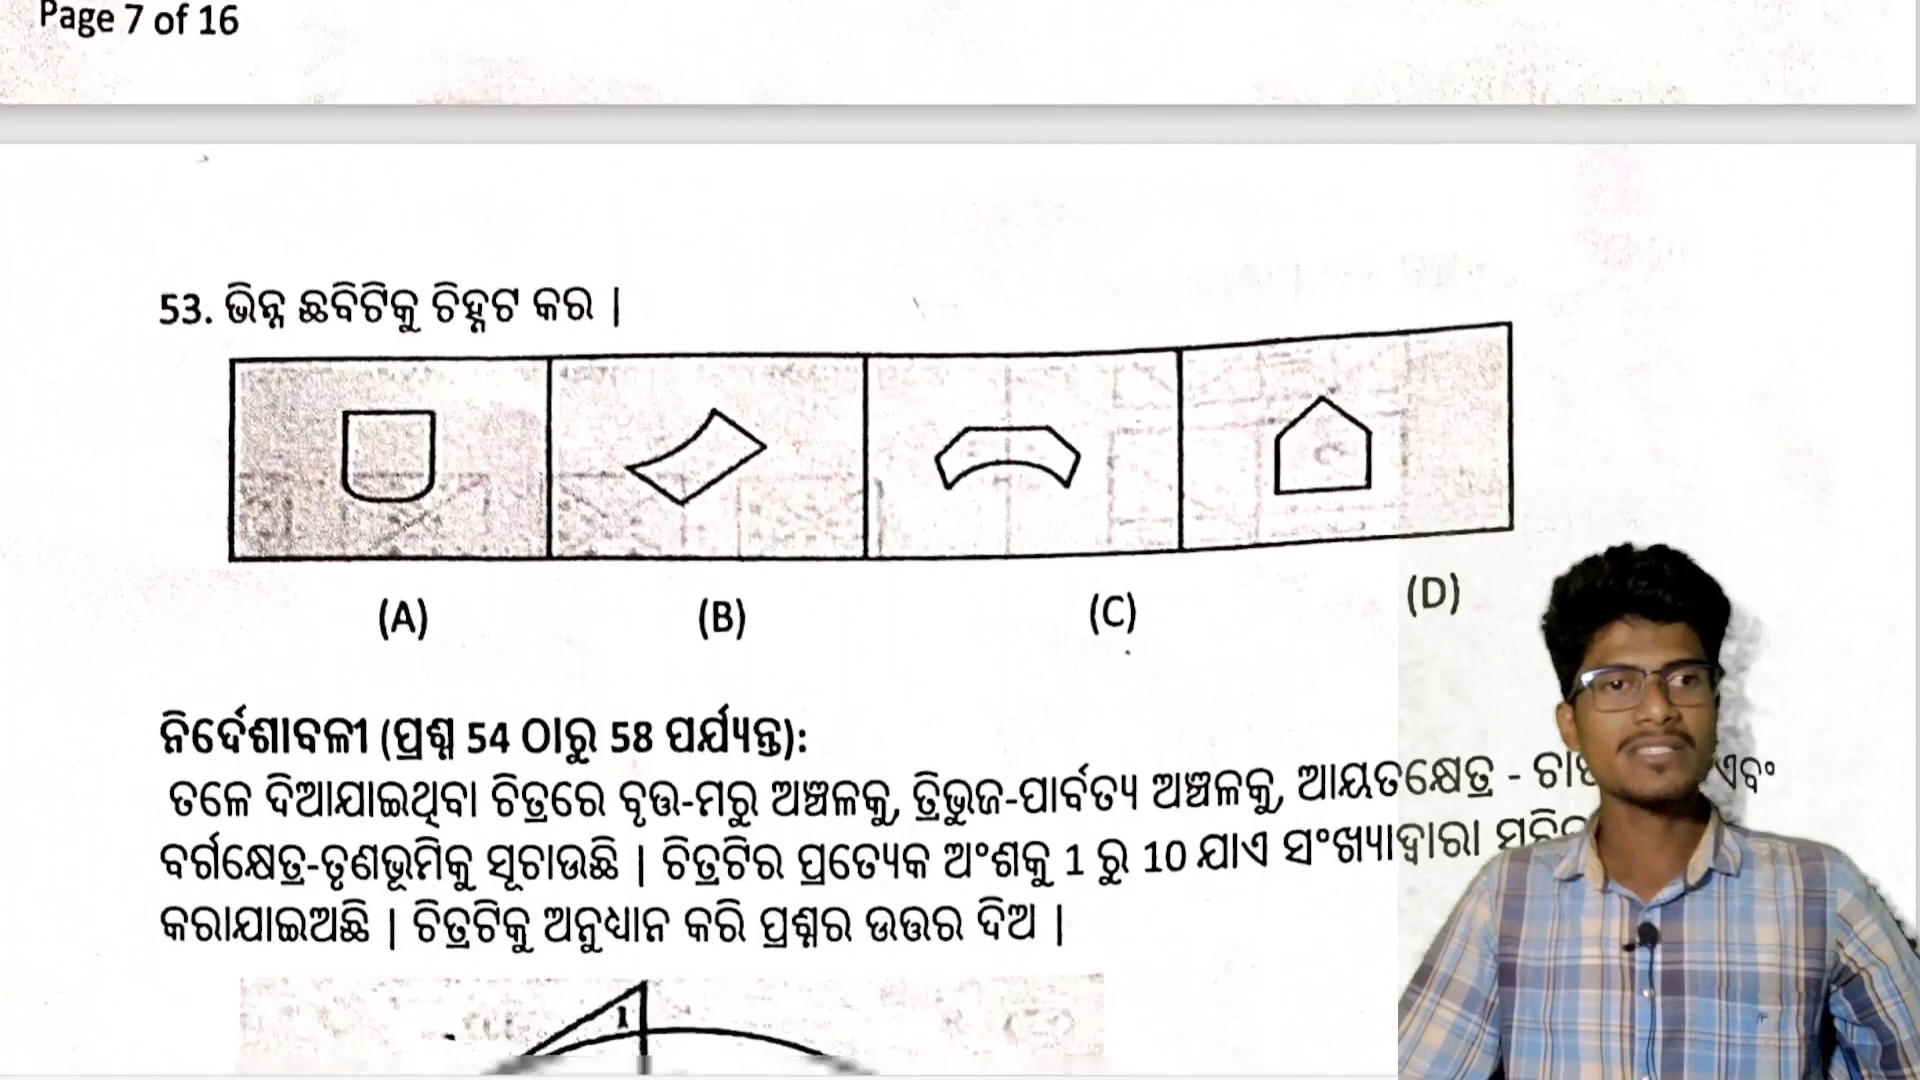 Page 7 of 16
53. ଭିନ୍ନ ଛବିଟିକୁ ଚିହ୍ନଟ କର |
(A) (B) (C) (D)
ନିର୍ଦେଶାବଳୀ (ପ୍ରଶ୍ନ 54 ଠାରୁ 58 ପର୍ଯ୍ୟନ୍ତ):
ତଳେ ଦିଆଯାଇଥିବା ଚିତ୍ରରେ ବୃତ୍ତ-ମରୁ ଅଞ୍ଚଳକୁ, ତ୍ରିଭୁଜ-ପାର୍ବତ୍ୟ ଅଞ୍ଚଳକୁ, ଆୟତକ୍ଷେତ୍ର - ଏବଂ
ବର୍ଗକ୍ଷେତ୍ର-ତୃଣଭୂମିକୁ ସୂଚାଉଛି | ଚିତ୍ରଟିର ପ୍ରତ୍ୟେକ ଅଂଶକୁ 1 ରୁ 10 ଯାଏ ସଂଖ୍ୟାଦ୍ୱାରା
କରାଯାଇଅଛି | ଚିତ୍ରଟିକୁ ଅନୁଧ୍ୟାନ କରି ପ୍ରଶ୍ନର ଉତ୍ତର ଦିଅ |
1